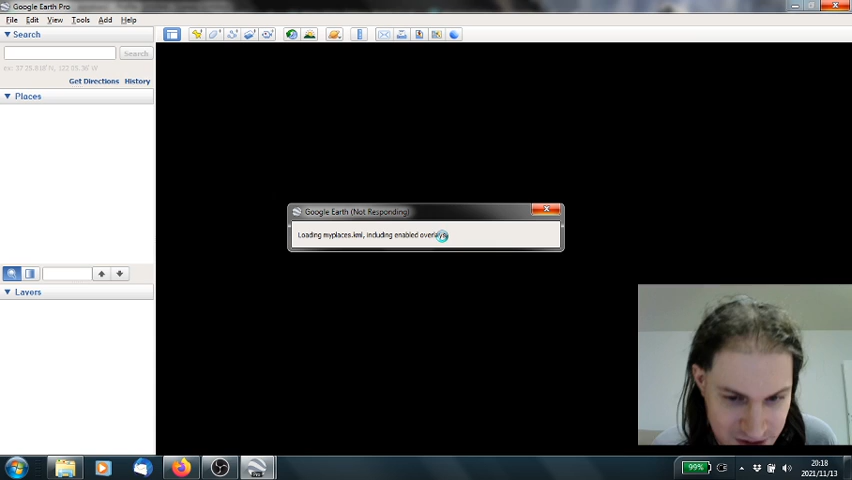 Google Earth Pro
File Edit View Tools Add Help
Search
Search
Get Directions History
Places
Google Earth (Not Responding)
Loading myplaces.kml, including enabled overlays
Layers
99%
20:18
2021/11/13